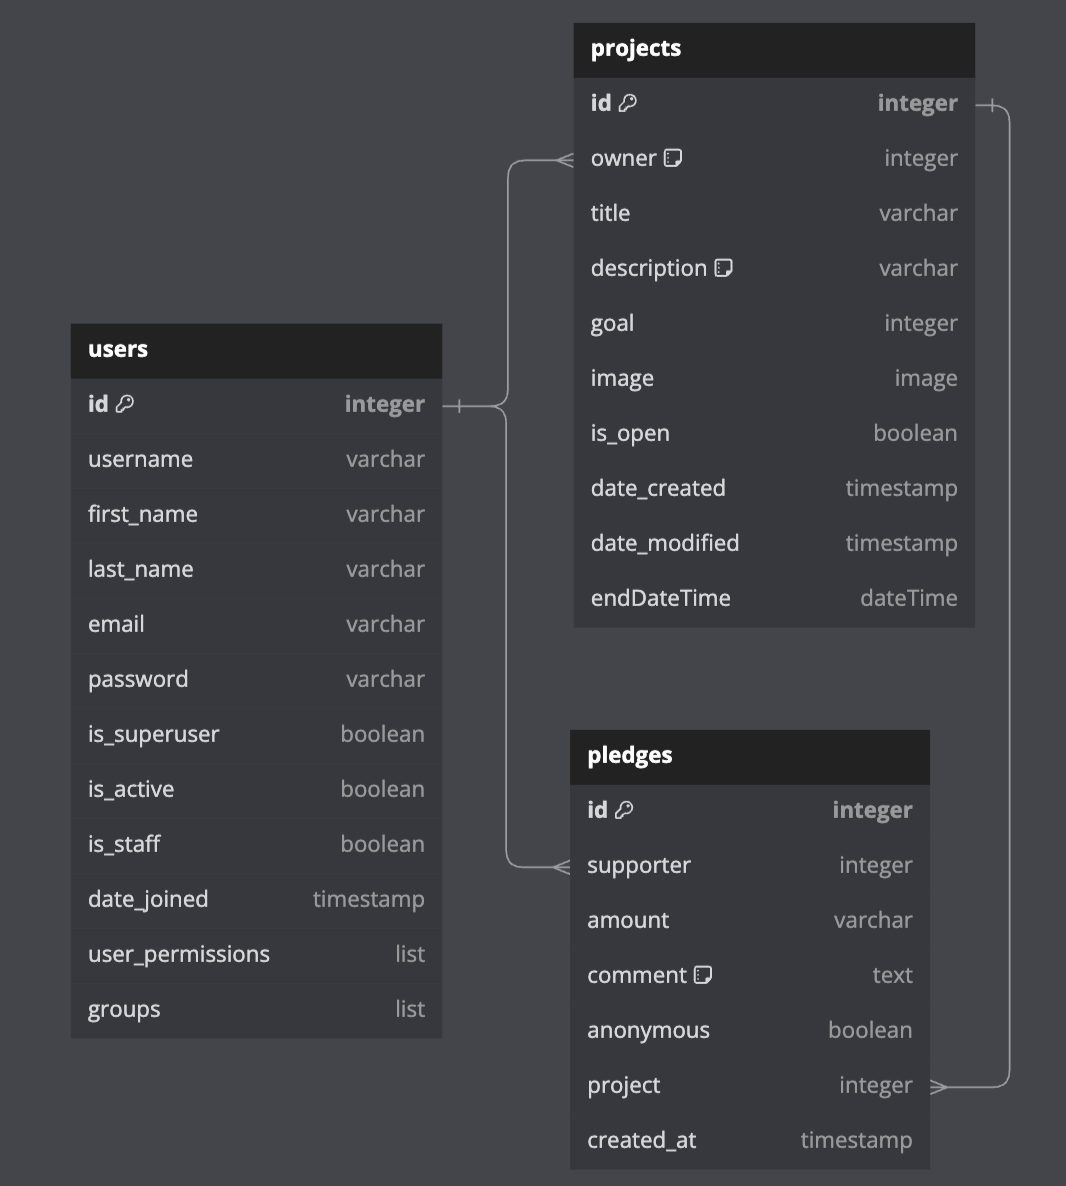 projects
id integer
owner integer
title varchar
description varchar
goal integer
image image
is_open boolean
date_created timestamp
date_modified timestamp
endDateTime dateTime
users
id integer
username varchar
first_name varchar
last_name varchar
email varchar
password varchar
is_superuser boolean
is_active boolean
is_staff boolean
date_joined timestamp
user_permissions list
groups list
pledges
id integer
supporter integer
amount varchar
comment text
anonymous boolean
project integer
created_at timestamp